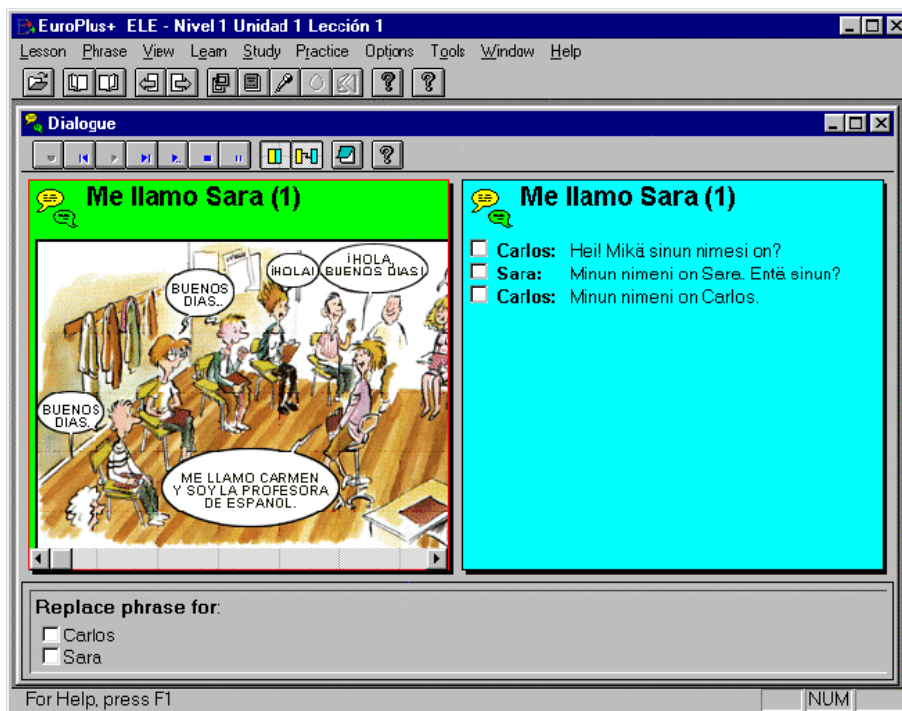 EuroPlus+ ELE - Nivel 1 Unidad 1 Lección 1
Lesson Phrase View Learn Study Practice Options Tools Window Help
Dialogue
Me llamo Sara (1)
BUENOS
DIAS..
¡HOLA!
¡HOLA,
BUENOS DIAS!
BUENOS
DIAS..
ME LLAMO CARMEN
Y SOY LA PROFESORA
DE ESPAÑOL.
Me llamo Sara (1)
Carlos: Hei! Mikä sinun nimesi on?
Sara: Minun nimeni on Sara. Entä sinun?
Carlos: Minun nimeni on Carlos.
Replace phrase for:
Carlos
Sara
For Help, press F1
NUM